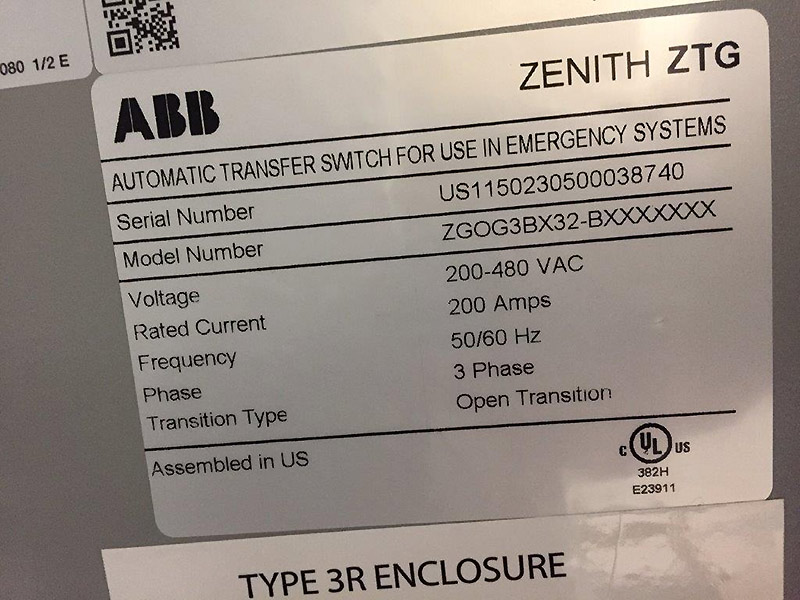 080 1/2 E
ABB
ZENITH ZTG
AUTOMATIC TRANSFER SWITCH FOR USE IN EMERGENCY SYSTEMS
Serial Number US1150230500038740
Model Number ZGOG3BX32-BXXXXXXX
Voltage 200-480 VAC
Rated Current 200 Amps
Frequency 50/60 Hz
Phase 3 Phase
Transition Type Open Transition
Assembled in US
C UL US
382H
E23911
TYPE 3R ENCLOSURE